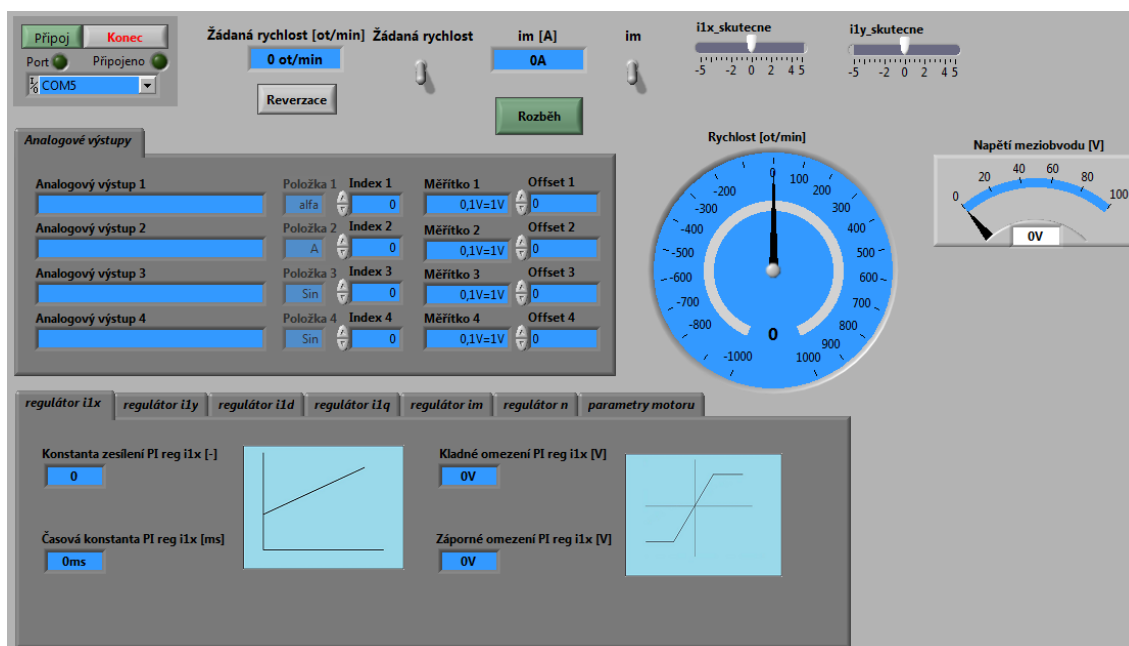 Připoj Konec
Port Připojeno
COM5
Žádaná rychlost [ot/min] Žádaná rychlost im [A] im
0 ot/min 0A
Reverzace
Rozběh
i1x_skutecne
-5 -2 0 2 4 5
i1y_skutecne
-5 -2 0 2 4 5
Analogové výstupy
Analogový výstup 1 Položka 1 Index 1 Měřítko 1 Offset 1
alfa 0 0,1V=1V 0
Analogový výstup 2 Položka 2 Index 2 Měřítko 2 Offset 2
A 0 0,1V=1V 0
Analogový výstup 3 Položka 3 Index 3 Měřítko 3 Offset 3
Sin 0 0,1V=1V 0
Analogový výstup 4 Položka 4 Index 4 Měřítko 4 Offset 4
Sin 0 0,1V=1V 0
Rychlost [ot/min]
0
-200 100 200
-300 300
-400 400
-500 500
-600 600
-700 700
-800 800
0
900
-1000 1000
Napětí meziobvodu [V]
0 20 40 60 80 100
0V
regulátor i1x regulátor i1y regulátor i1d regulátor i1q regulátor im regulátor n parametry motoru
Konstanta zesílení PI reg i1x [-]
0
Časová konstanta PI reg i1x [ms]
0ms
Kladné omezení PI reg i1x [V]
0V
Záporné omezení PI reg i1x [V]
0V